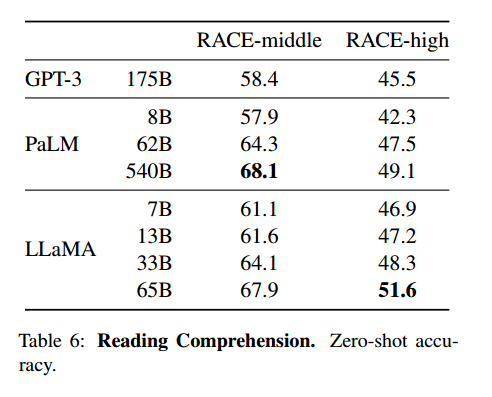 RACE-middle RACE-high
GPT-3 175B 58.4 45.5
8B 57.9 42.3
PaLM 62B 64.3 47.5
540B 68.1 49.1
7B 61.1 46.9
13B 61.6 47.2
LLaMA
33B 64.1 48.3
65B 67.9 51.6
Table 6: Reading Comprehension. Zero-shot accu-
racy.